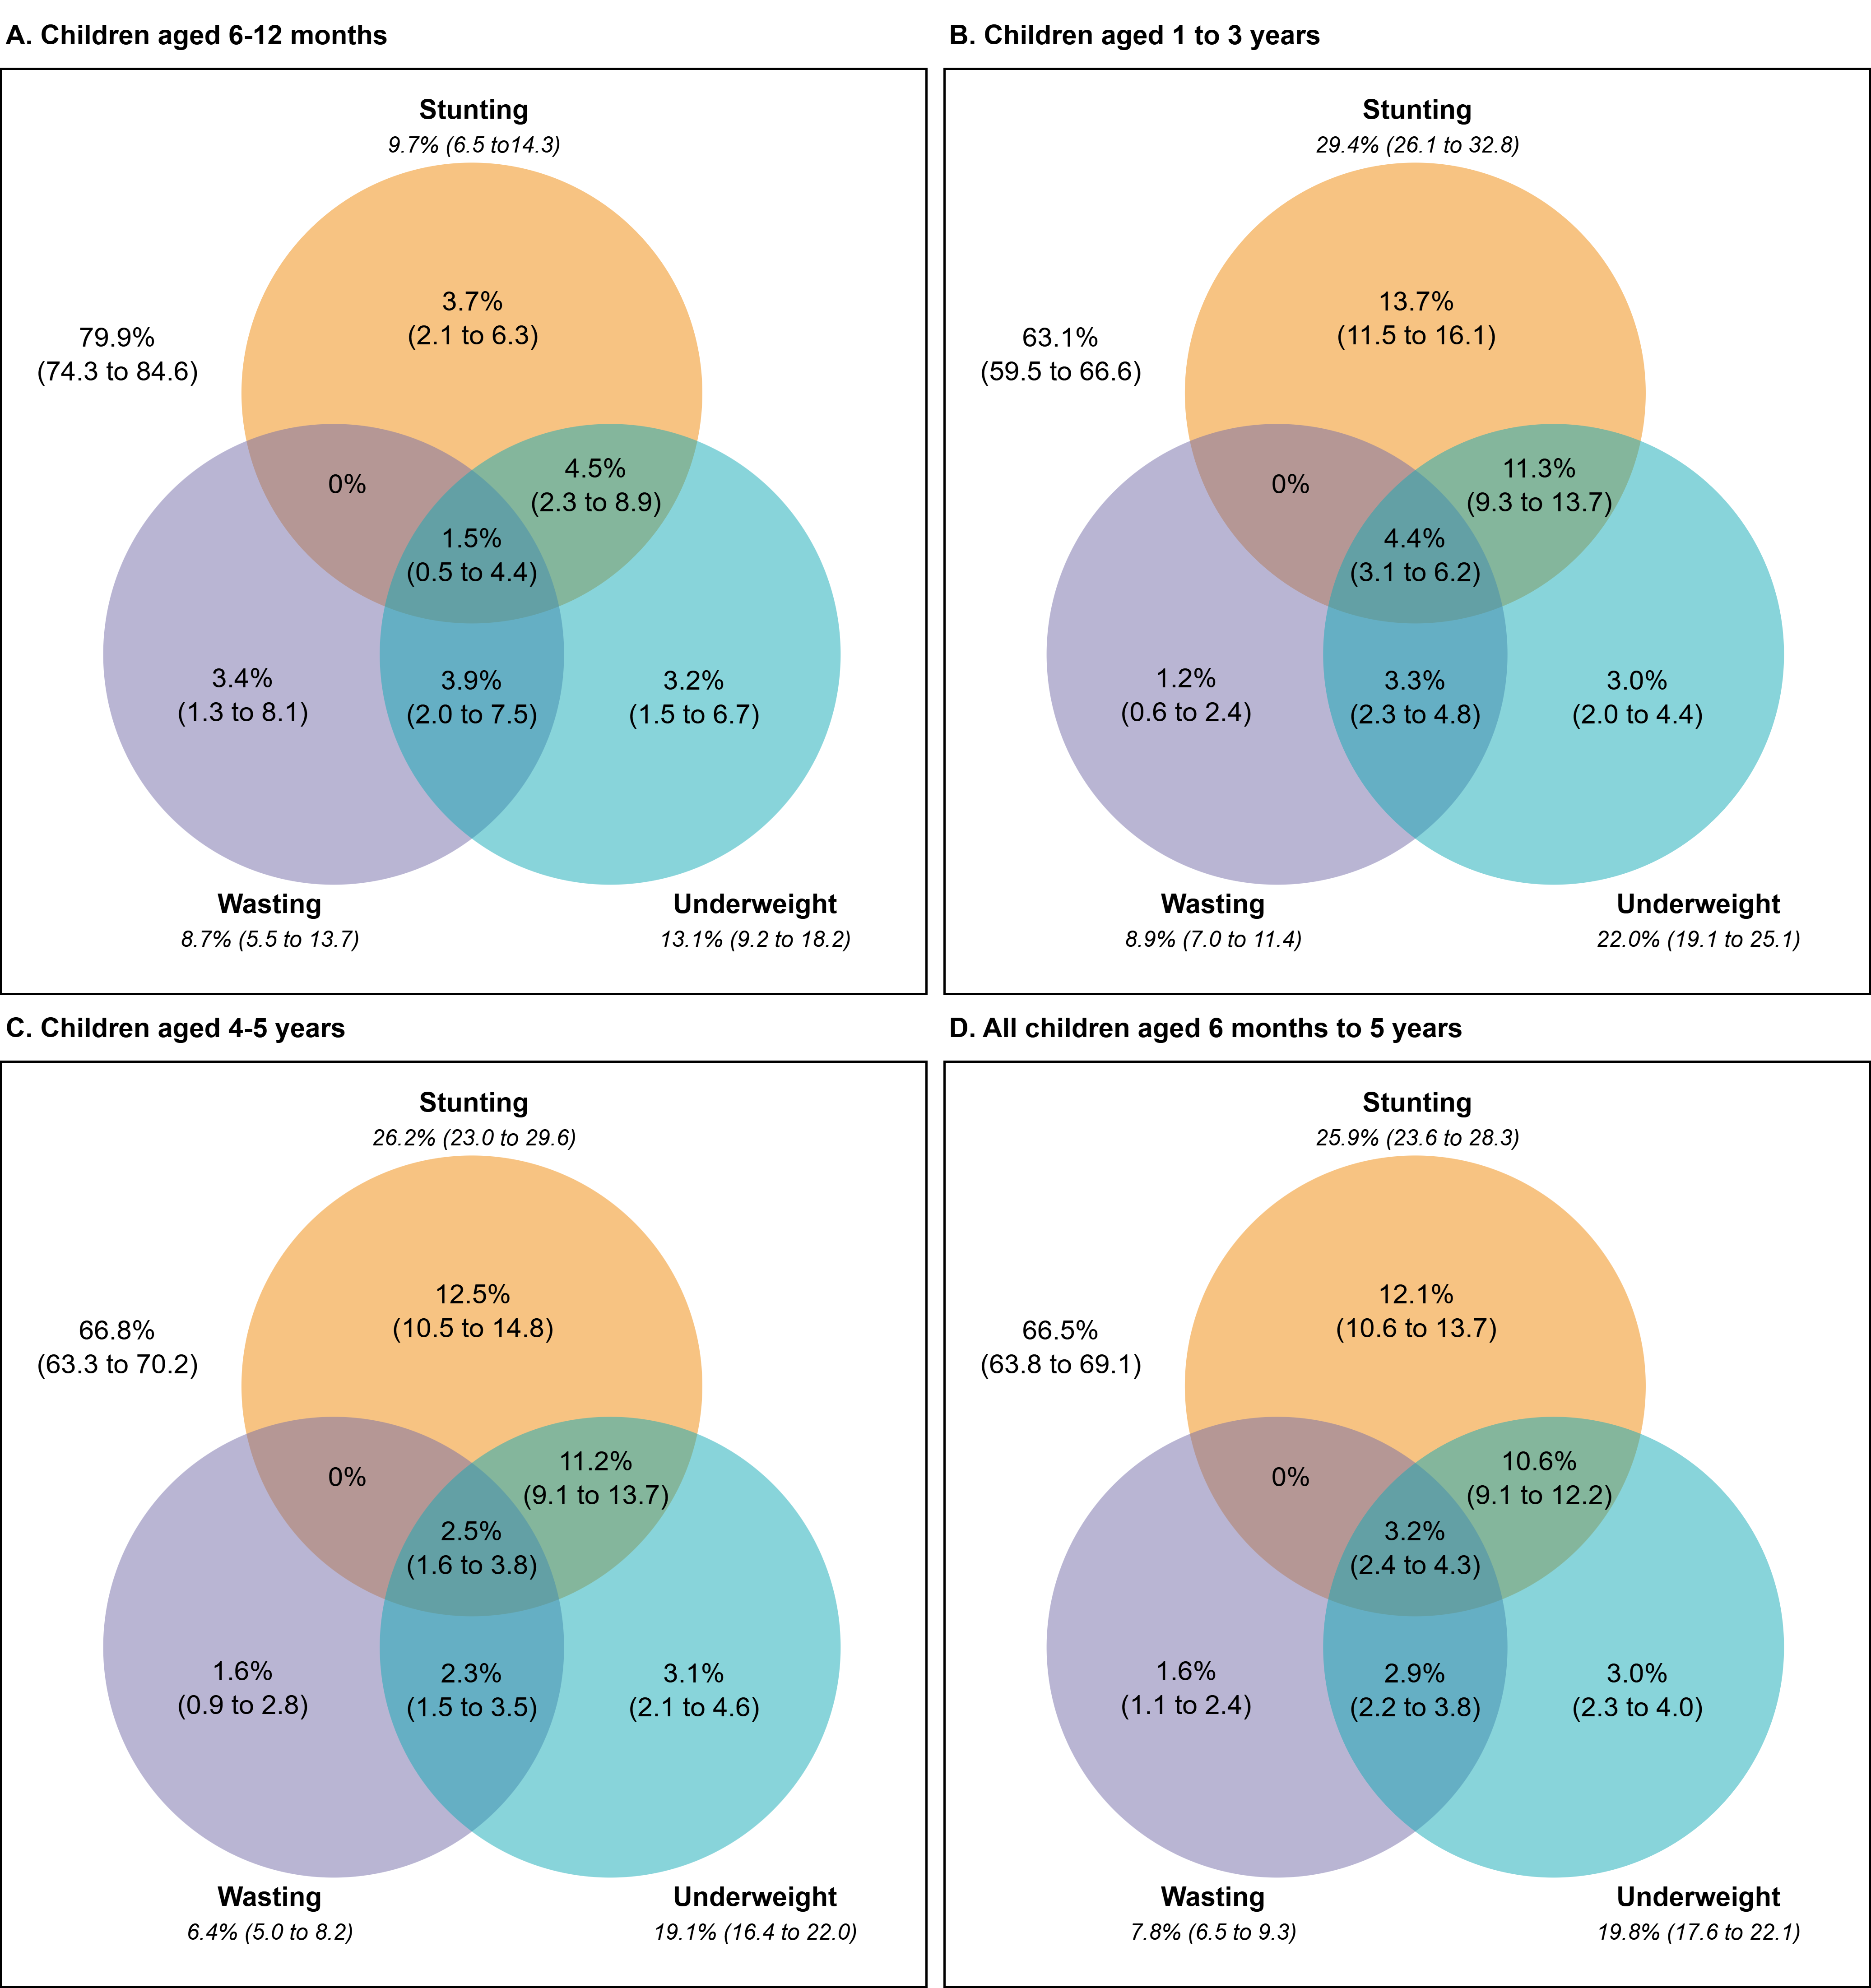 A. Children aged 6-12 months
Stunting
9.7% (6.5 to14.3)
3.7%
(2.1 to 6.3)
79.9%
(74.3 to 84.6)
0%
4.5%
(2.3 to 8.9)
1.5%
(0.5 to 4.4)
3.4%
(1.3 to 8.1)
3.9%
(2.0 to 7.5)
3.2%
(1.5 to 6.7)
Wasting
8.7% (5.5 to 13.7)
Underweight
13.1% (9.2 to 18.2)
B. Children aged 1 to 3 years
Stunting
29.4% (26.1 to 32.8)
13.7%
(11.5 to 16.1)
63.1%
(59.5 to 66.6)
0%
11.3%
(9.3 to 13.7)
4.4%
(3.1 to 6.2)
1.2%
(0.6 to 2.4)
3.3%
(2.3 to 4.8)
3.0%
(2.0 to 4.4)
Wasting
8.9% (7.0 to 11.4)
Underweight
22.0% (19.1 to 25.1)
C. Children aged 4-5 years
Stunting
26.2% (23.0 to 29.6)
12.5%
(10.5 to 14.8)
66.8%
(63.3 to 70.2)
0%
11.2%
(9.1 to 13.7)
2.5%
(1.6 to 3.8)
1.6%
(0.9 to 2.8)
2.3%
(1.5 to 3.5)
3.1%
(2.1 to 4.6)
Wasting
6.4% (5.0 to 8.2)
Underweight
19.1% (16.4 to 22.0)
D. All children aged 6 months to 5 years
Stunting
25.9% (23.6 to 28.3)
12.1%
(10.6 to 13.7)
66.5%
(63.8 to 69.1)
0%
10.6%
(9.1 to 12.2)
3.2%
(2.4 to 4.3)
1.6%
(1.1 to 2.4)
2.9%
(2.2 to 3.8)
3.0%
(2.3 to 4.0)
Wasting
7.8% (6.5 to 9.3)
Underweight
19.8% (17.6 to 22.1)